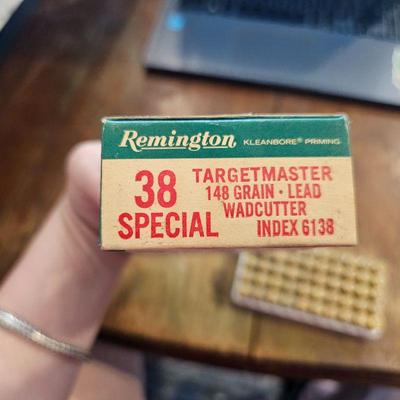 Remington KLEANBORE® PRIMING
38 SPECIAL
TARGETMASTER
148 GRAIN · LEAD
WADCUTTER
INDEX 6138